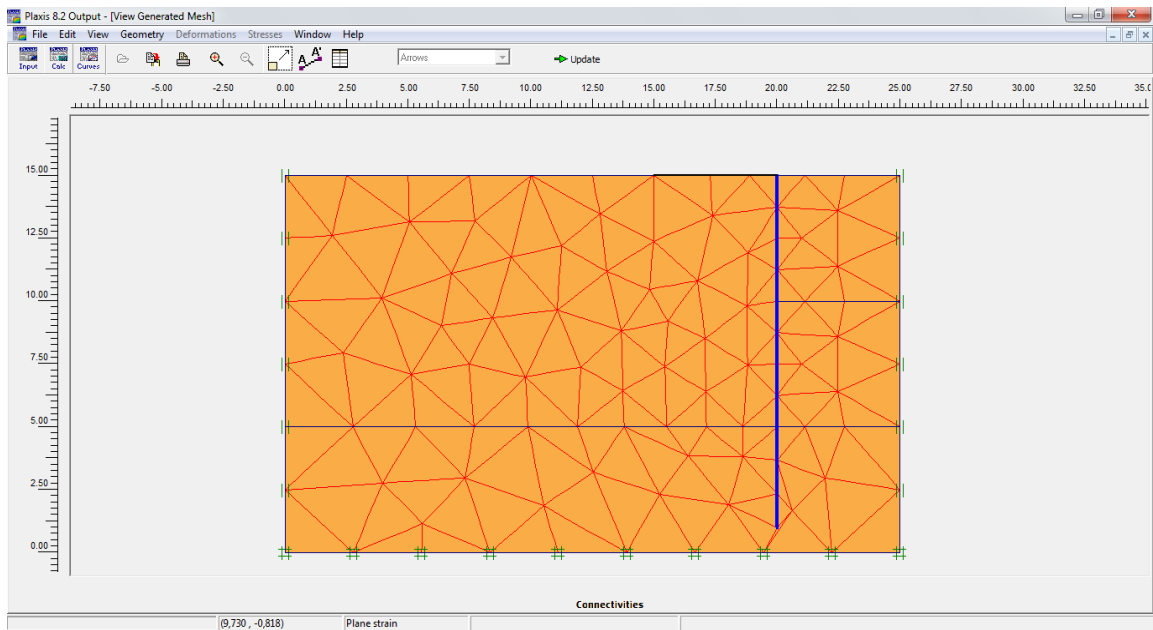 Plaxis 8.2 Output - [View Generated Mesh]
File Edit View Geometry Deformations Stresses Window Help
Input Calc Curves Arrows Update
-7.50 -5.00 -2.50 0.00 2.50 5.00 7.50 10.00 12.50 15.00 17.50 20.00 22.50 25.00 27.50 30.00 32.50 35.0
15.00
12.50
10.00
7.50
5.00
2.50
0.00
Connectivities
(9,730 , -0,818) Plane strain